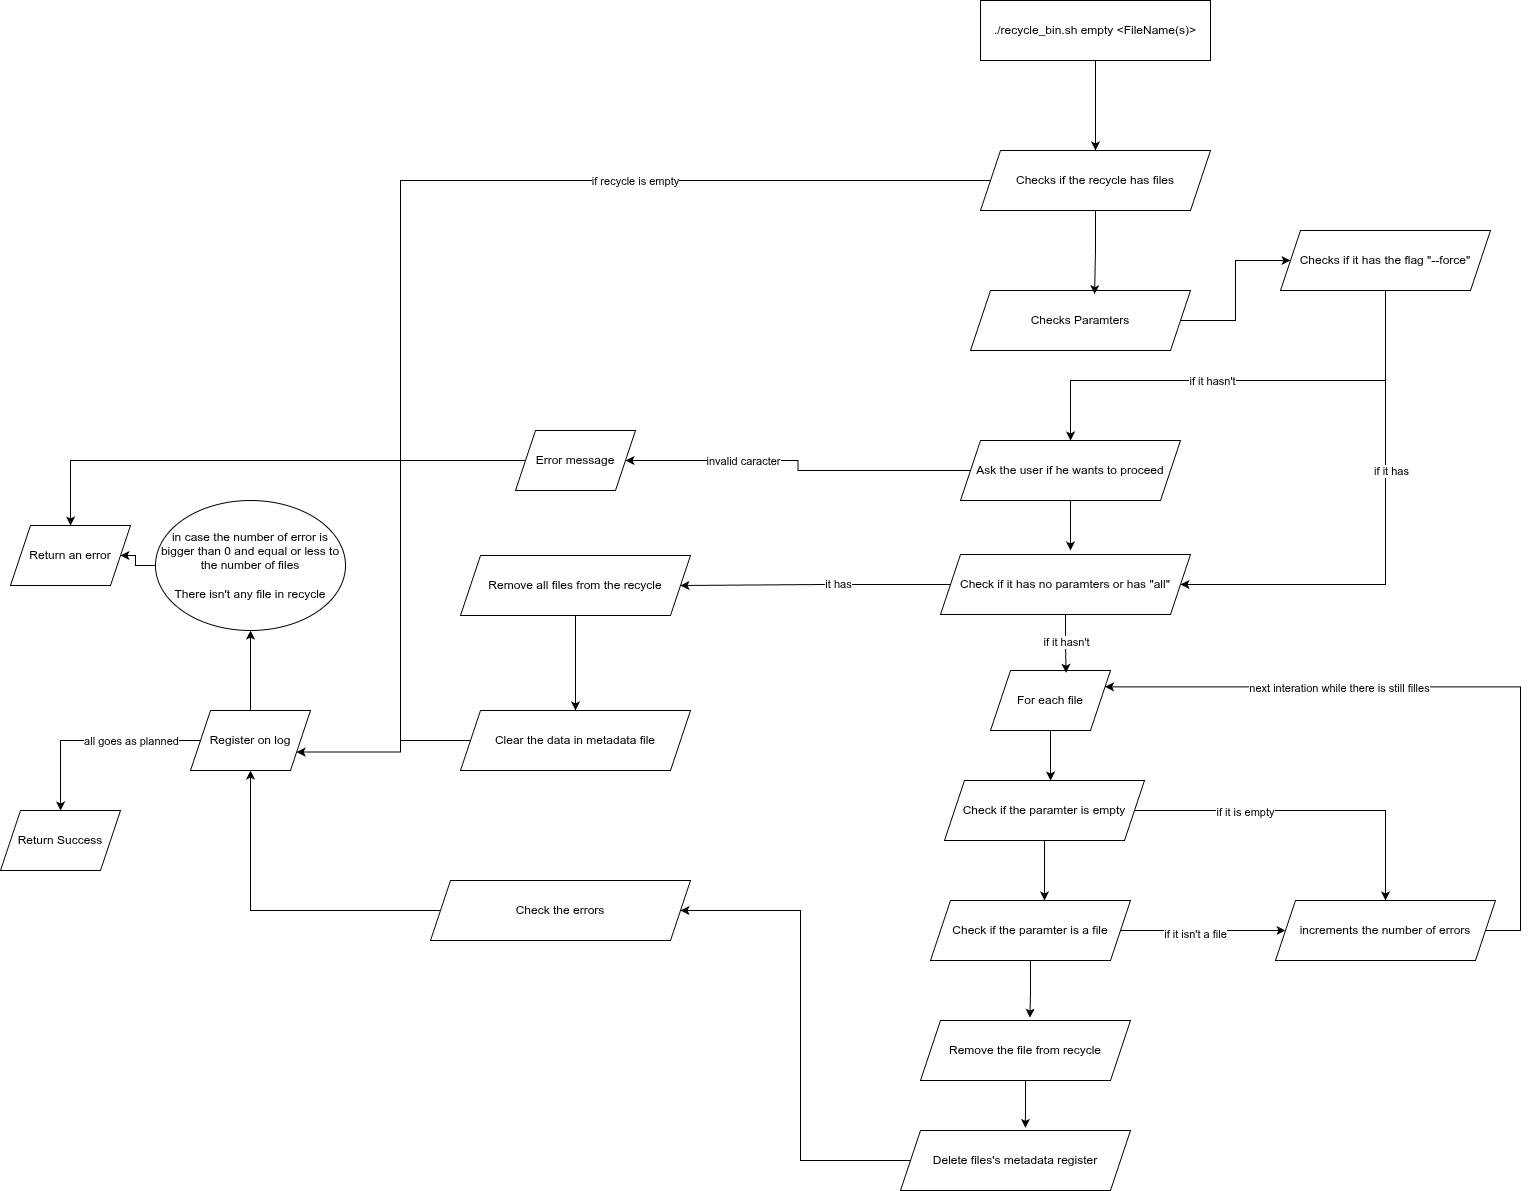 ./recycle_bin.sh empty <FileName(s)>
Checks if the recycle has files
if recycle is empty
Checks if it has the flag "--force"
Checks Paramters
if it hasn't
Error message
invalid caracter
Ask the user if he wants to proceed
if it has
in case the number of error is
bigger than 0 and equal or less to
the number of files
There isn't any file in recycle
Return an error
Remove all files from the recycle
it has
Check if it has no paramters or has "all"
if it hasn't
For each file
next interation while there is still filles
all goes as planned
Register on log
Clear the data in metadata file
Check if the paramter is empty
if it is empty
Return Success
Check the errors
Check if the paramter is a file
if it isn't a file
increments the number of errors
Remove the file from recycle
Delete files's metadata register